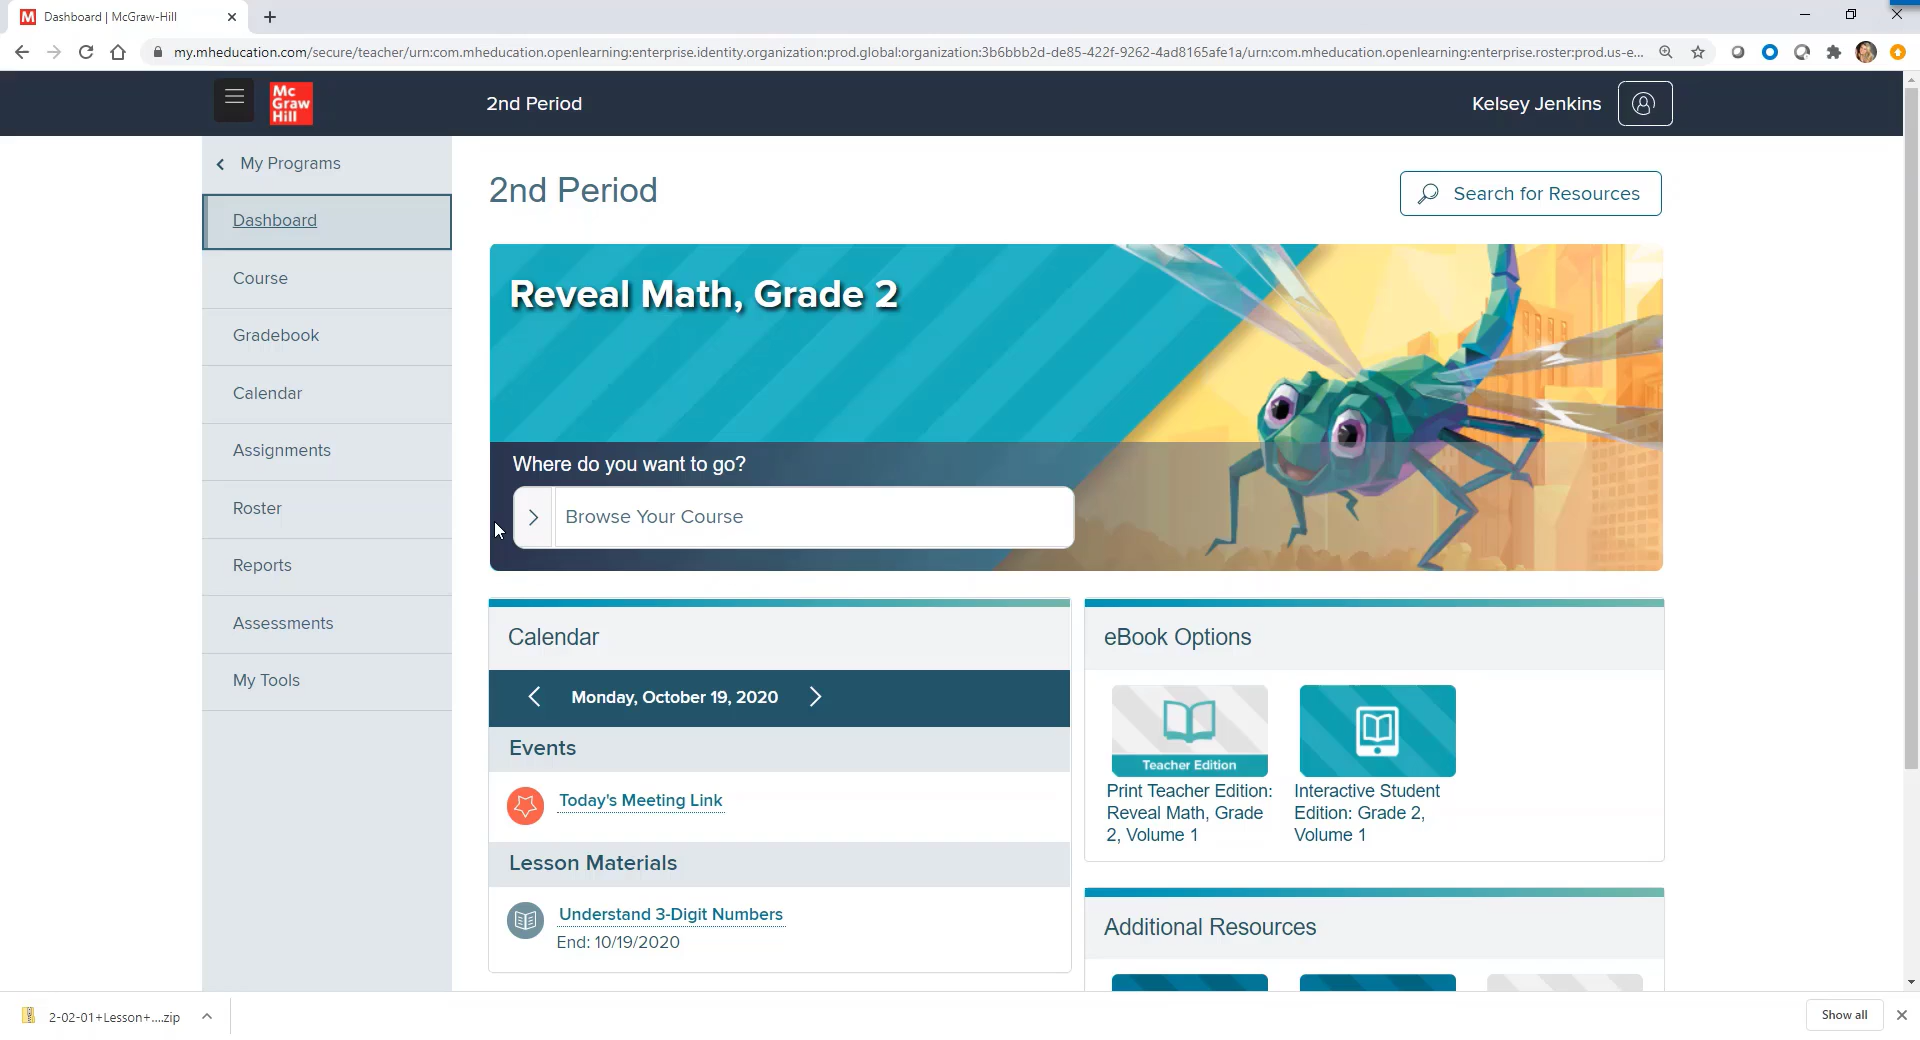 Dashboard | McGraw-Hill
my.mheducation.com/secure/teacher/urn:com.mheducation.openlearning:enterprise.identity.organization:prod.global:organization:3b6bbb2d-de85-422f-9262-4ad8165afe1a/urn:com.mheducation.openlearning:enterprise.roster:prod.us-e...
Mc
Graw
Hill
2nd Period
Kelsey Jenkins
My Programs
Dashboard
Course
Gradebook
Calendar
Assignments
Roster
Reports
Assessments
My Tools
2nd Period
Search for Resources
Reveal Math, Grade 2
Where do you want to go?
Browse Your Course
Calendar
Monday, October 19, 2020
Events
Today's Meeting Link
Lesson Materials
Understand 3-Digit Numbers
End: 10/19/2020
eBook Options
Teacher Edition
Print Teacher Edition:
Reveal Math, Grade
2, Volume 1
Interactive Student
Edition: Grade 2,
Volume 1
Additional Resources
2-02-01+Lesson+....zip
Show all